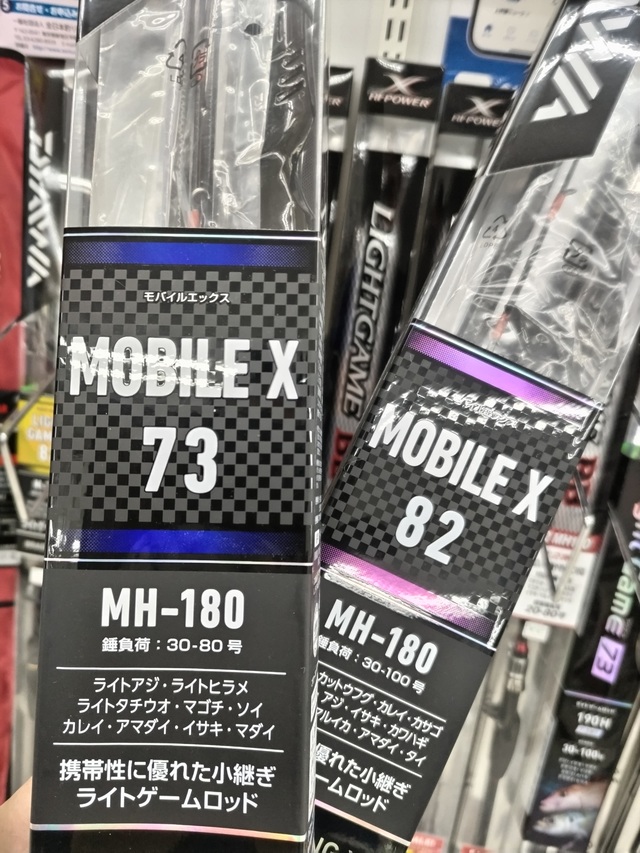 モバイルエックス
MOBILE X
73
MH-180
錘負荷:30-80号
ライトアジ・ライトヒラメ
ライトタチウオ・マゴチ・ソイ
カレイ・アマダイ・イサキ・マダイ
携帯性に優れた小継ぎ
ライトゲームロッド
MOBILE X
82
MH-180
錘負荷:30-100号
カットウフグ・カレイ・カサゴ
アジ・イサキ・カワハギ
マルイカ・アマダイ・タイ
優れた小継ぎ
ームロッド
X
HI-POWER
X
HI-POWER
LIGHTGAME
DAIWA
73
190
30-100